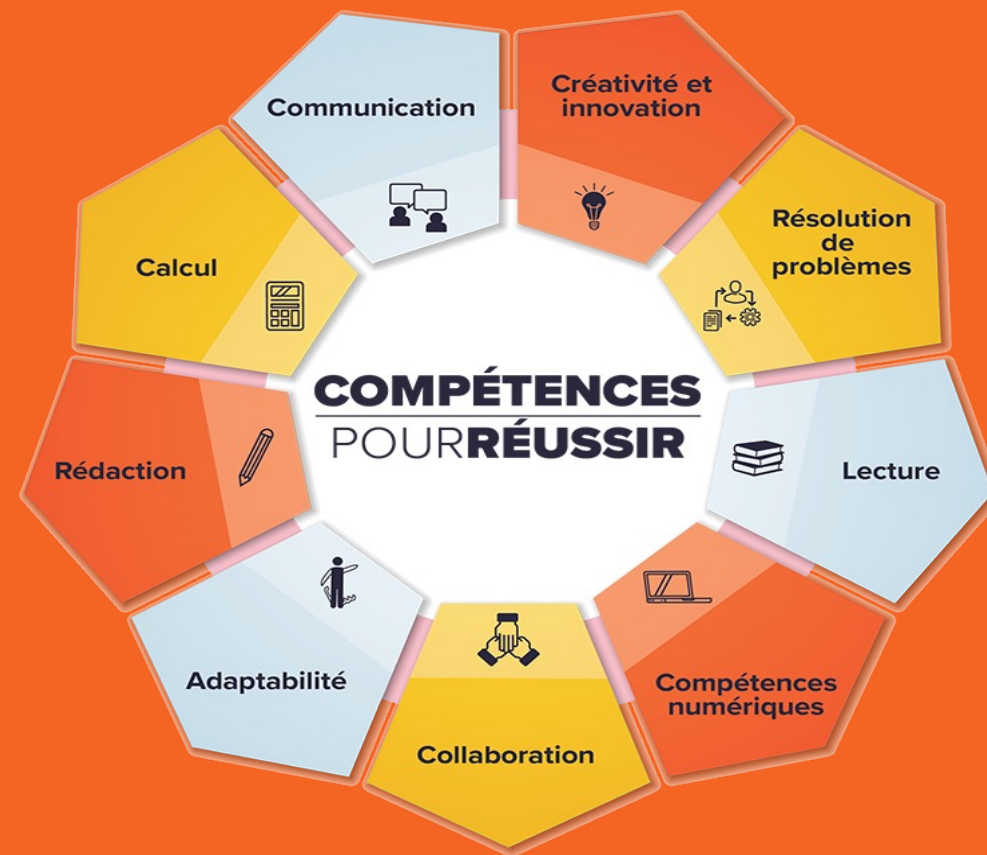 Communication
Créativité et
innovation
Résolution
de
problèmes
Calcul
COMPÉTENCES
POURRÉUSSIR
Rédaction
Lecture
Adaptabilité
Compétences
numériques
Collaboration